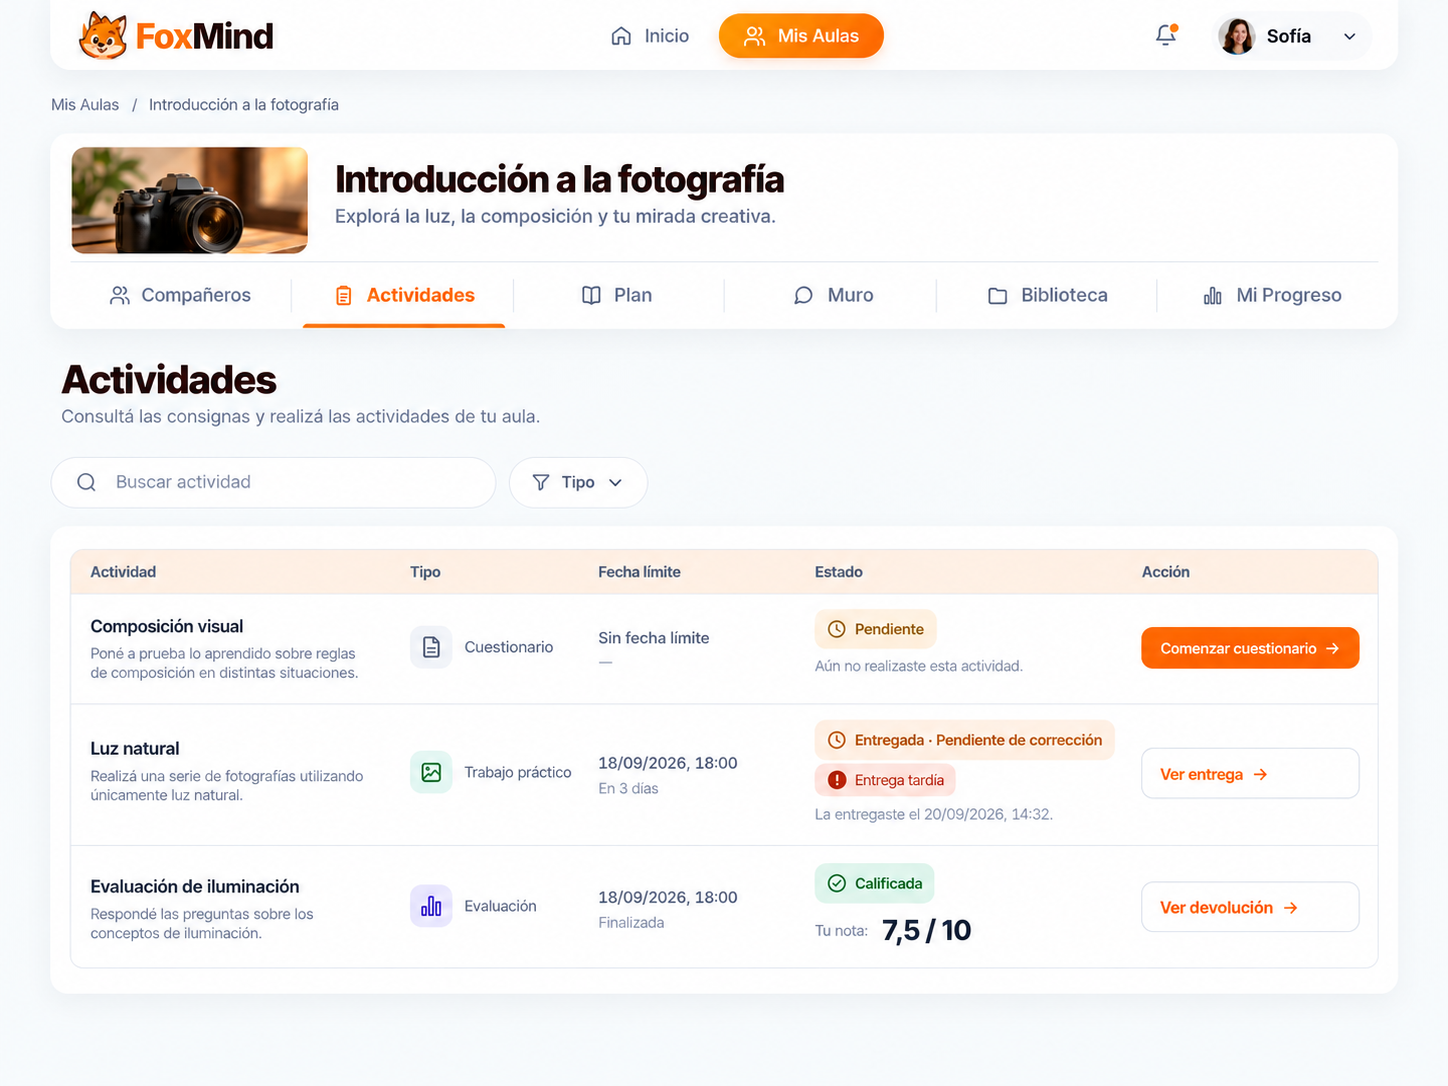 FoxMind
Inicio
Mis Aulas
Sofía
Mis Aulas / Introducción a la fotografía
Introducción a la fotografía
Explorá la luz, la composición y tu mirada creativa.
Compañeros
Actividades
Plan
Muro
Biblioteca
Mi Progreso
Actividades
Consultá las consignas y realizá las actividades de tu aula.
Buscar actividad
Tipo
Actividad
Tipo
Fecha límite
Estado
Acción
Composición visual
Poné a prueba lo aprendido sobre reglas
de composición en distintas situaciones.
Cuestionario
Sin fecha límite
—
Pendiente
Aún no realizaste esta actividad.
Comenzar cuestionario →
Luz natural
Realizá una serie de fotografías utilizando
únicamente luz natural.
Trabajo práctico
18/09/2026, 18:00
En 3 días
Entregada · Pendiente de corrección
Entrega tardía
La entregaste el 20/09/2026, 14:32.
Ver entrega →
Evaluación de iluminación
Respondé las preguntas sobre los
conceptos de iluminación.
Evaluación
18/09/2026, 18:00
Finalizada
Calificada
Tu nota: 7,5 / 10
Ver devolución →